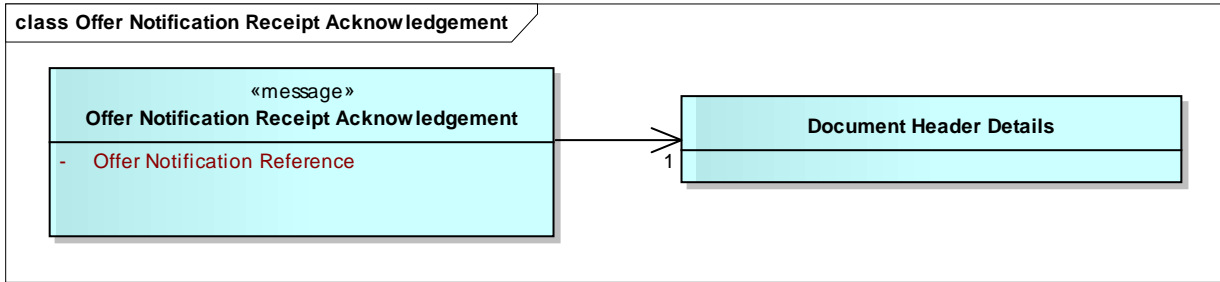 class Offer Notification Receipt Acknowledgement
«message»
Offer Notification Receipt Acknowledgement
- Offer Notification Reference
1
Document Header Details